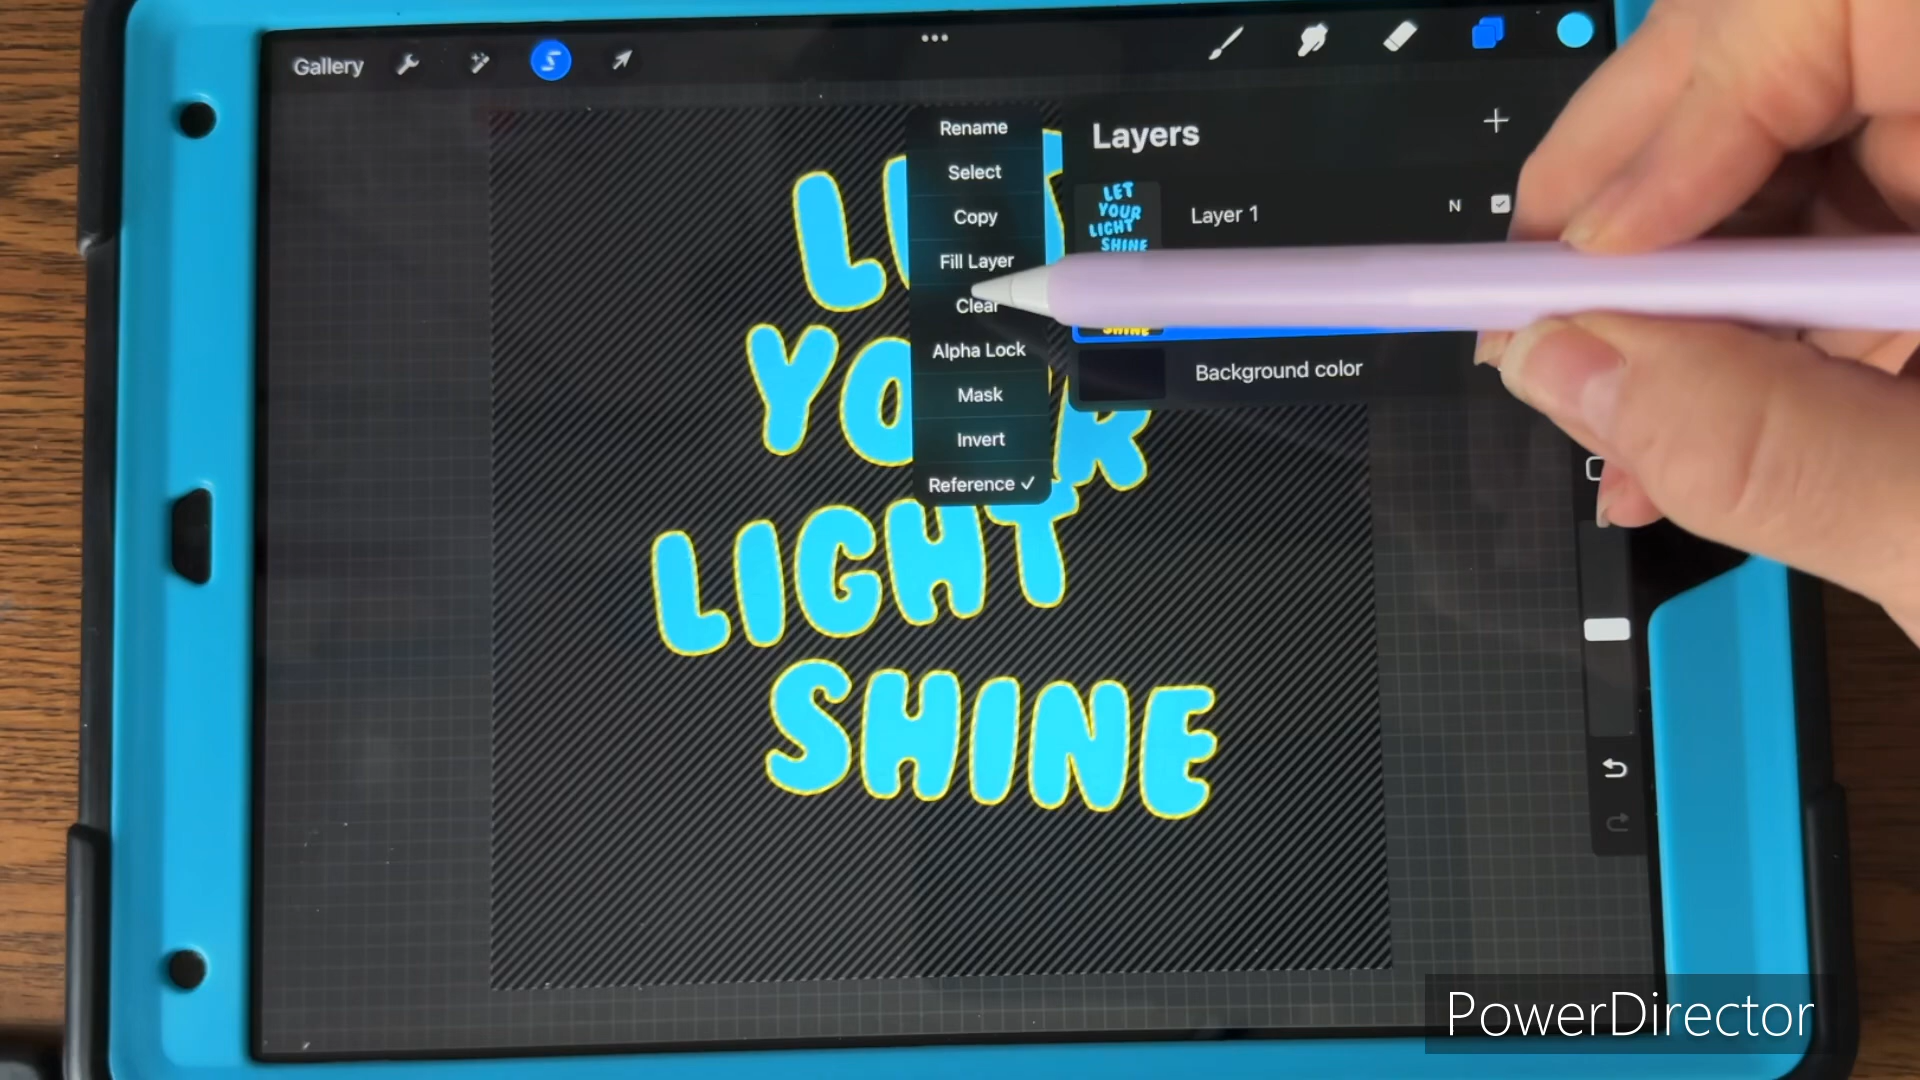 Gallery
Rename
Select
Copy
Fill Layer
Clear
Alpha Lock
Mask
Invert
Reference ✓
Layers
LET
YOUR
LIGHT
SHINE
Layer 1
N
SHINE
Background color
LIGHT
SHINE
PowerDirector